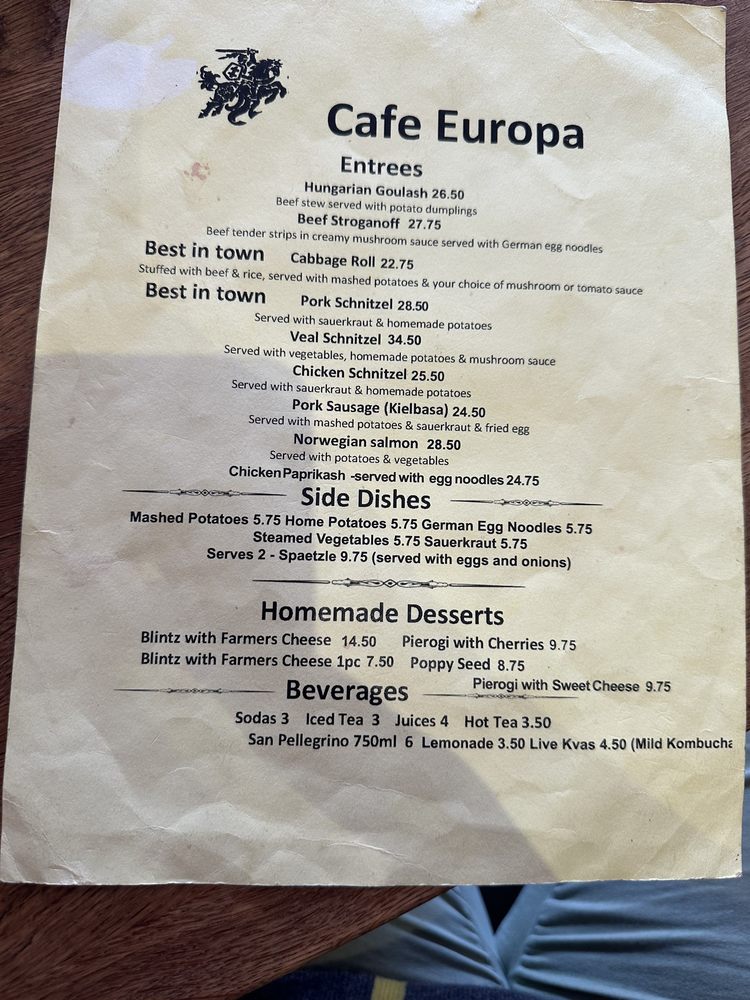 Cafe Europa
Entrees
Hungarian Goulash 26.50
Beef stew served with potato dumplings
Beef Stroganoff 27.75
Beef tender strips in creamy mushroom sauce served with German egg noodles
Best in town Cabbage Roll 22.75
Stuffed with beef & rice, served with mashed potatoes & your choice of mushroom or tomato sauce
Best in town Pork Schnitzel 28.50
Served with sauerkraut & homemade potatoes
Veal Schnitzel 34.50
Served with vegetables, homemade potatoes & mushroom sauce
Chicken Schnitzel 25.50
Served with sauerkraut & homemade potatoes
Pork Sausage (Kielbasa) 24.50
Served with mashed potatoes & sauerkraut & fried egg
Norwegian salmon 28.50
Served with potatoes & vegetables
Chicken Paprikash -served with egg noodles 24.75
Side Dishes
Mashed Potatoes 5.75 Home Potatoes 5.75 German Egg Noodles 5.75
Steamed Vegetables 5.75 Sauerkraut 5.75
Serves 2 - Spaetzle 9.75 (served with eggs and onions)
Homemade Desserts
Blintz with Farmers Cheese 14.50 Pierogi with Cherries 9.75
Blintz with Farmers Cheese 1pc 7.50 Poppy Seed 8.75
Pierogi with Sweet Cheese 9.75
Beverages
Sodas 3 Iced Tea 3 Juices 4 Hot Tea 3.50
San Pellegrino 750ml 6 Lemonade 3.50 Live Kvas 4.50 (Mild Kombucha